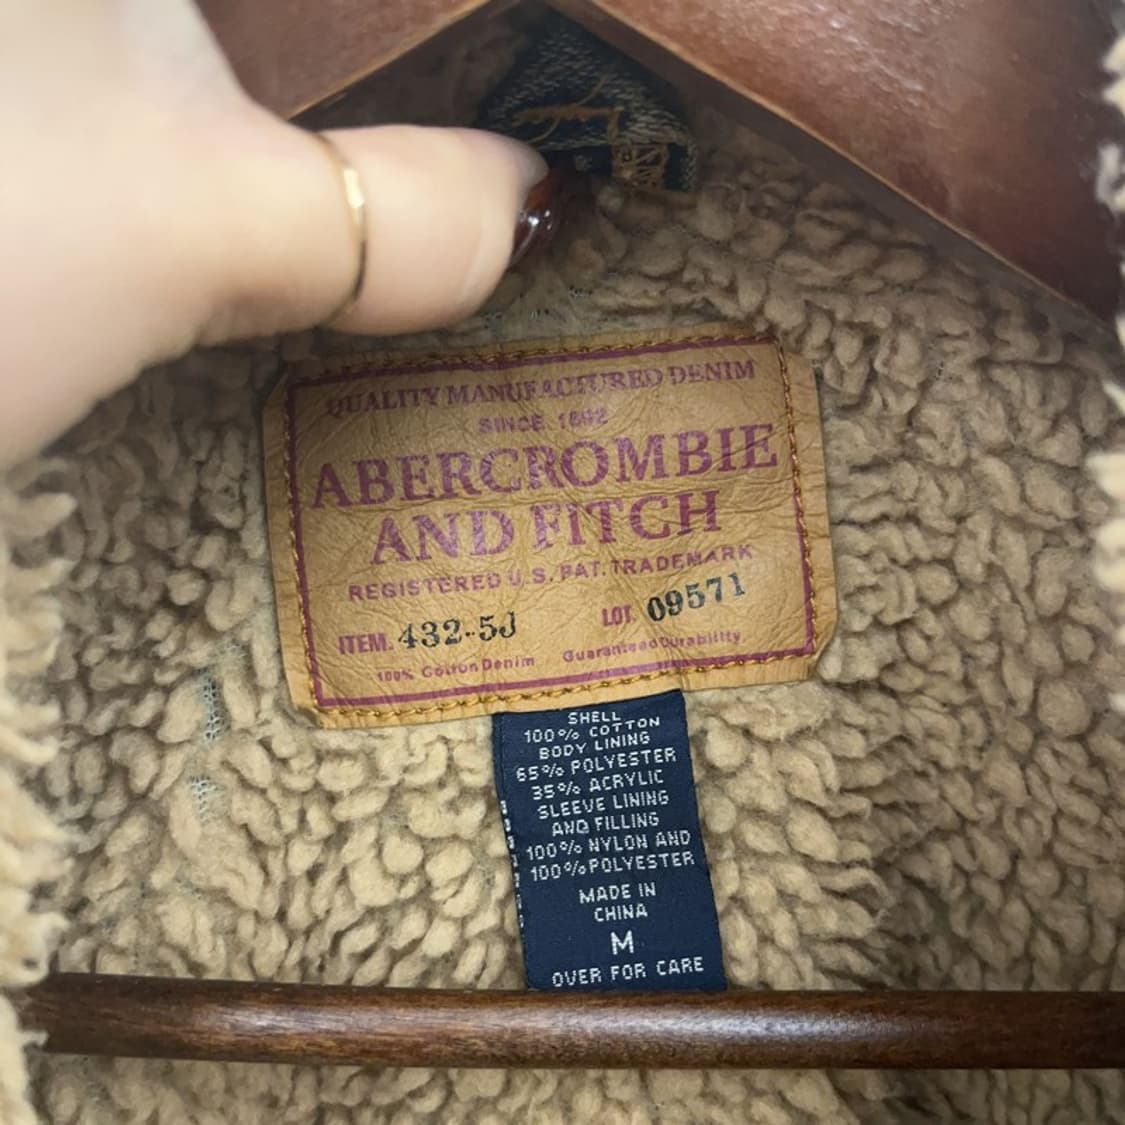 QUALITY MANUFACTURED DENIM
SINCE 1892
ABERCROMBIE
AND FITCH
REGISTERED U.S. PAT. TRADEMARK
ITEM. 432-5J LOT. 09571
100% Cotton Denim Guaranteed Durability
SHELL
100% COTTON
BODY LINING
65% POLYESTER
35% ACRYLIC
SLEEVE LINING
AND FILLING
100% NYLON AND
100% POLYESTER
MADE IN
CHINA
M
OVER FOR CARE